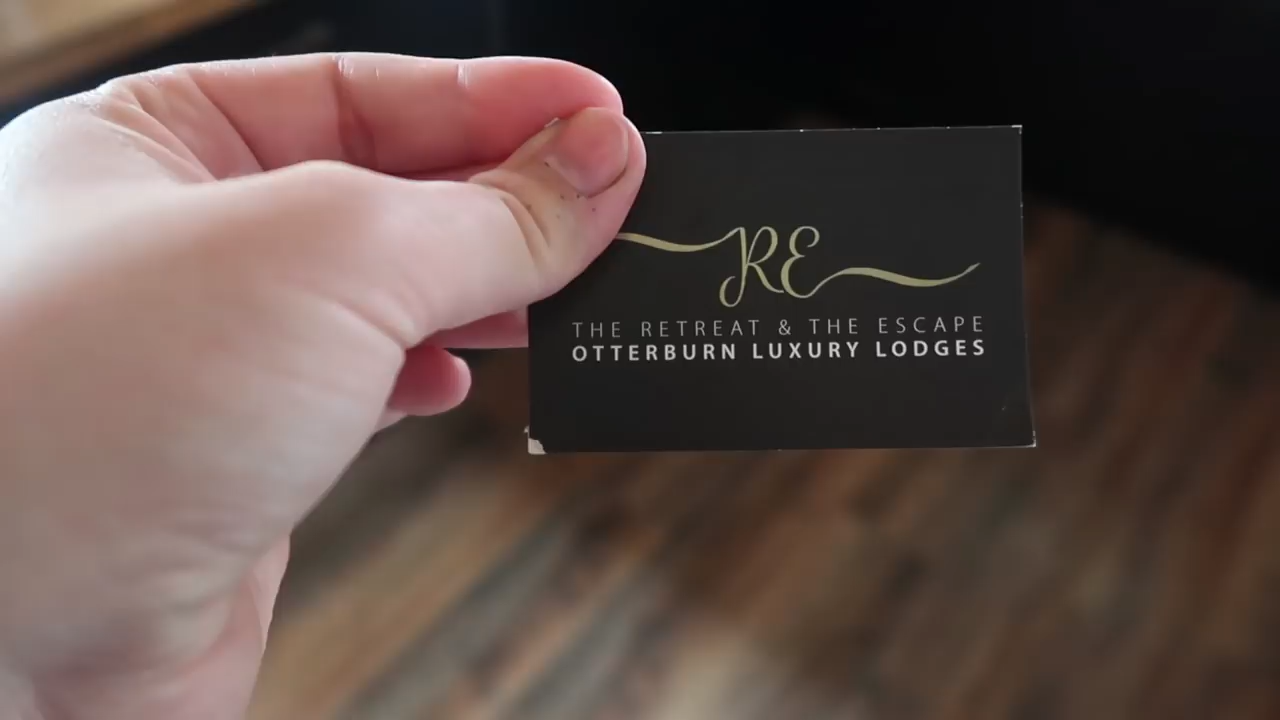 RE
THE RETREAT & THE ESCAPE
OTTERBURN LUXURY LODGES